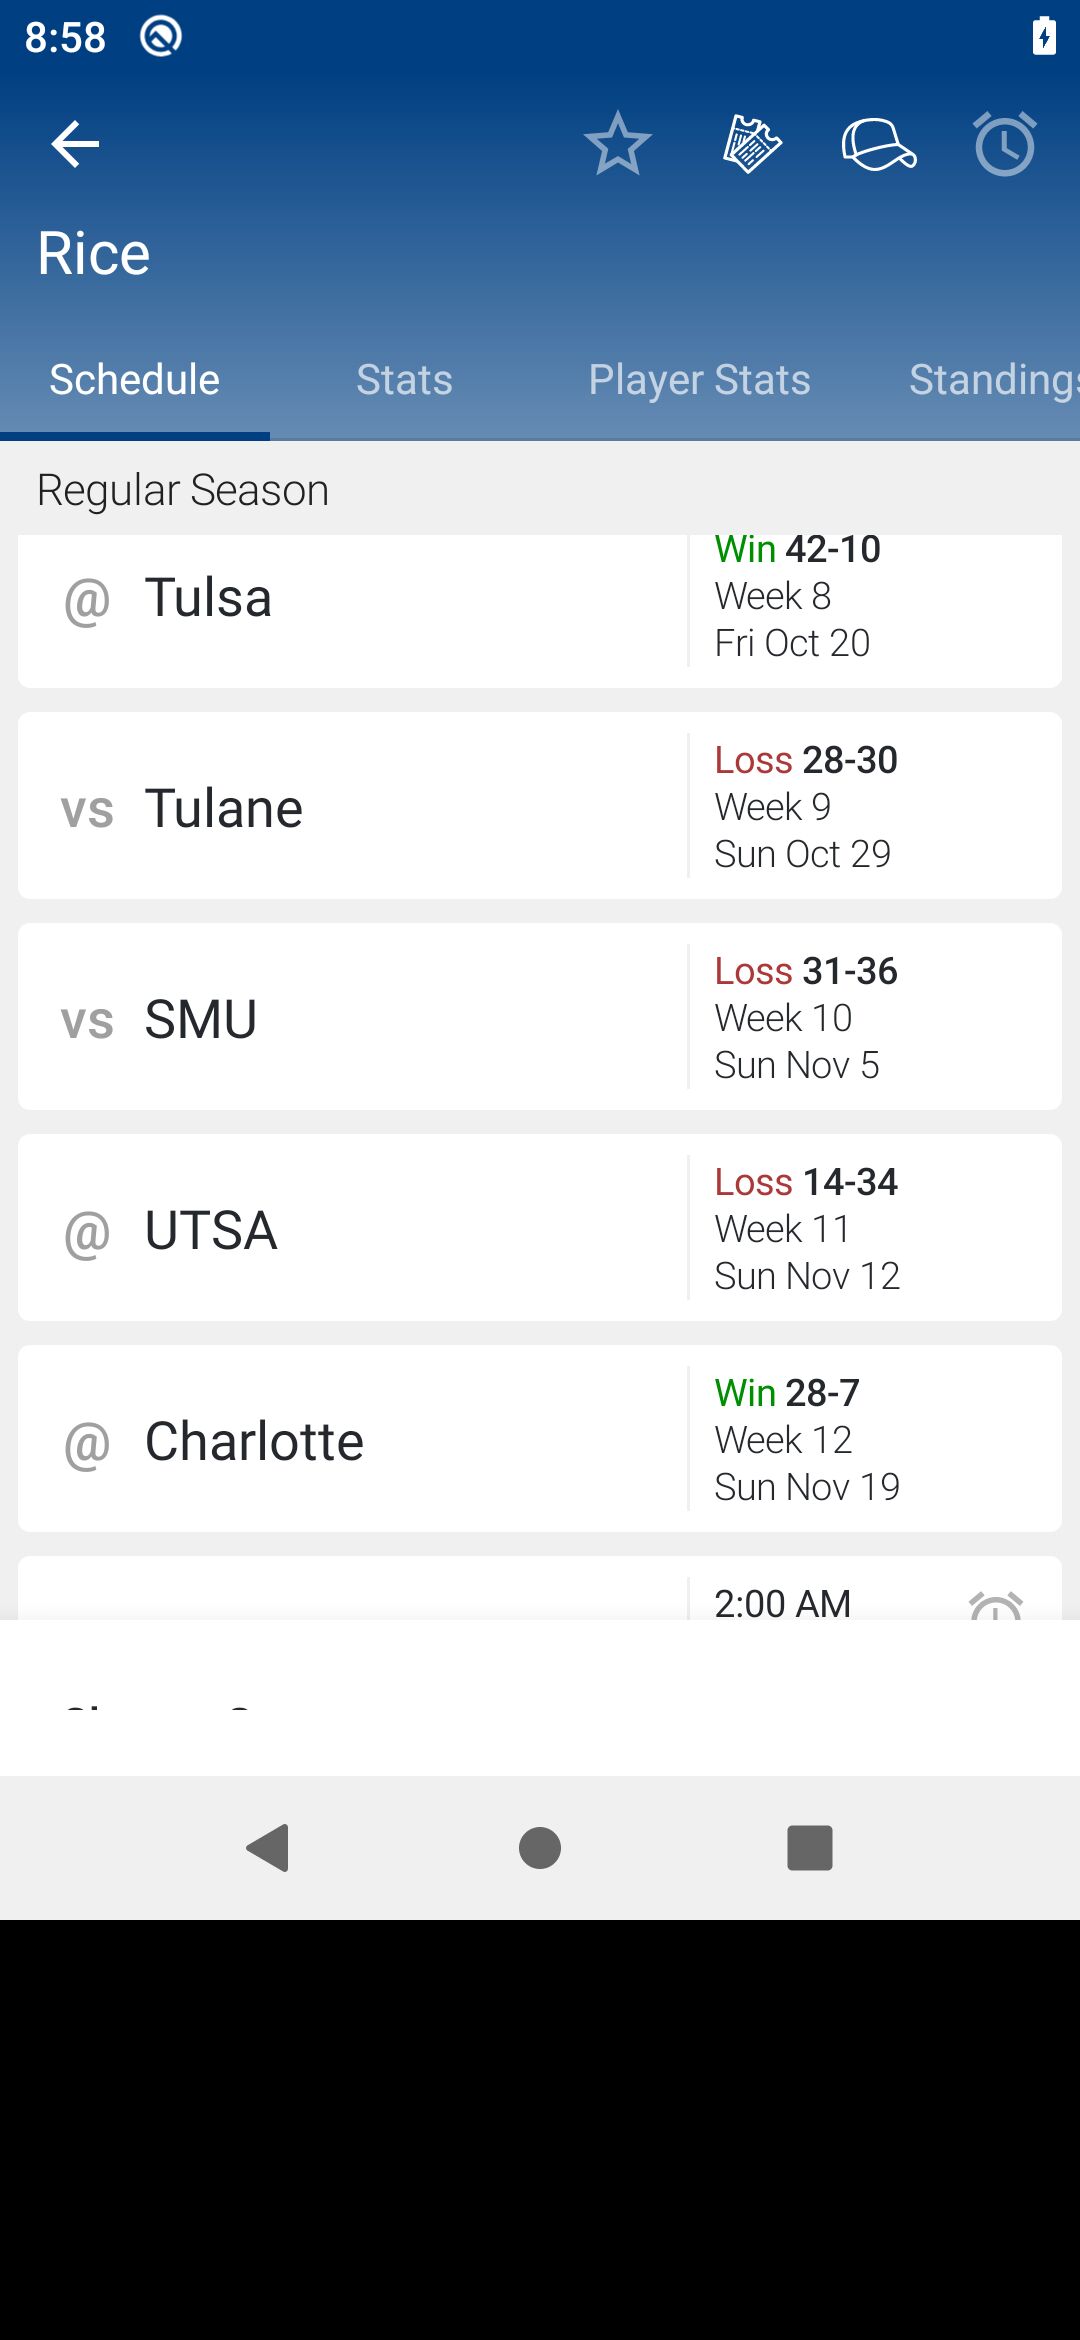 8:58
Rice
Schedule Stats Player Stats Standings
Regular Season
@ Tulsa
Win 42-10
Week 8
Fri Oct 20
vs Tulane
Loss 28-30
Week 9
Sun Oct 29
vs SMU
Loss 31-36
Week 10
Sun Nov 5
@ UTSA
Loss 14-34
Week 11
Sun Nov 12
@ Charlotte
Win 28-7
Week 12
Sun Nov 19
2:00 AM